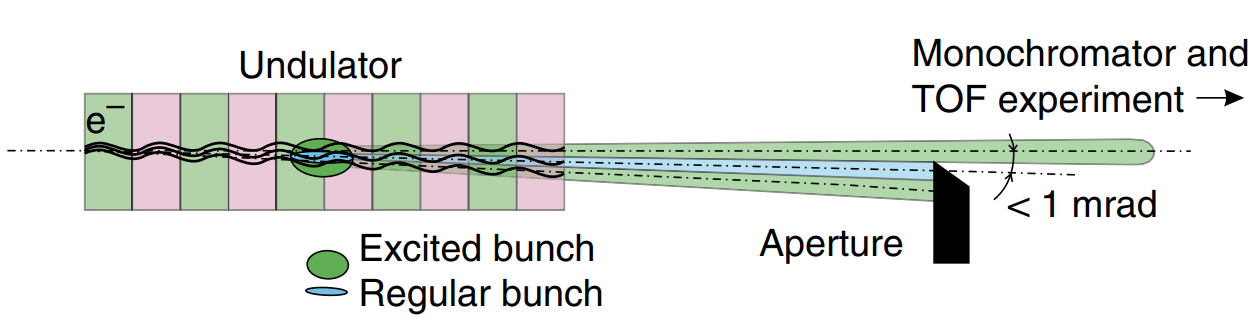 Undulator
e−
Monochromator and
TOF experiment
< 1 mrad
Aperture
Excited bunch
Regular bunch